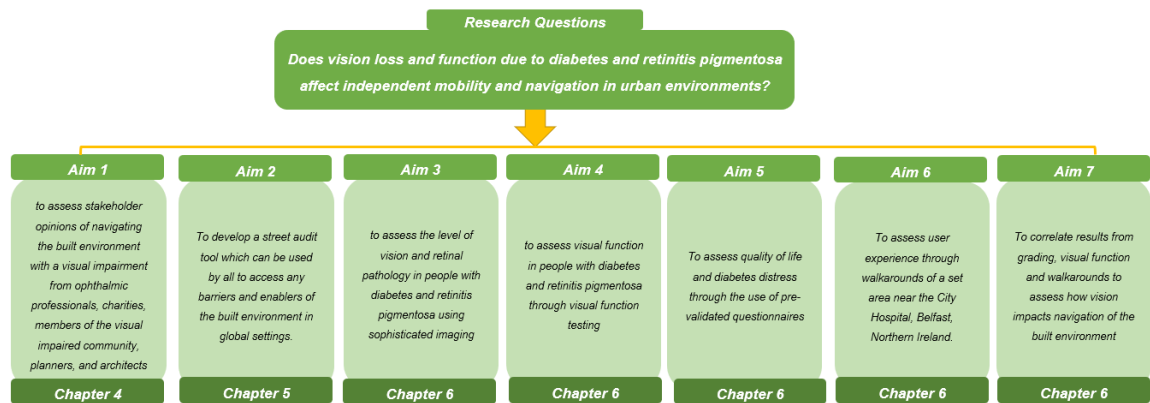 Research Questions
Does vision loss and function due to diabetes and retinitis pigmentosa
affect independent mobility and navigation in urban environments?
Aim 1
to assess stakeholder
opinions of navigating
the built environment
with a visual impairment
from ophthalmic
professionals, charities,
members of the visual
impaired community,
planners, and architects
Chapter 4
Aim 2
To develop a street audit
tool which can be used
by all to access any
barriers and enablers of
the built environment in
global settings.
Chapter 5
Aim 3
to assess the level of
vision and retinal
pathology in people with
diabetes and retinitis
pigmentosa using
sophisticated imaging
Chapter 6
Aim 4
to assess visual function
in people with diabetes
and retinitis pigmentosa
through visual function
testing
Chapter 6
Aim 5
To assess quality of life
and diabetes distress
through the use of pre-
validated questionnaires
Chapter 6
Aim 6
To assess user
experience through
walkarounds of a set
area near the City
Hospital, Belfast,
Northern Ireland.
Chapter 6
Aim 7
To correlate results from
grading, visual function
and walkarounds to
assess how vision
impacts navigation of the
built environment
Chapter 6